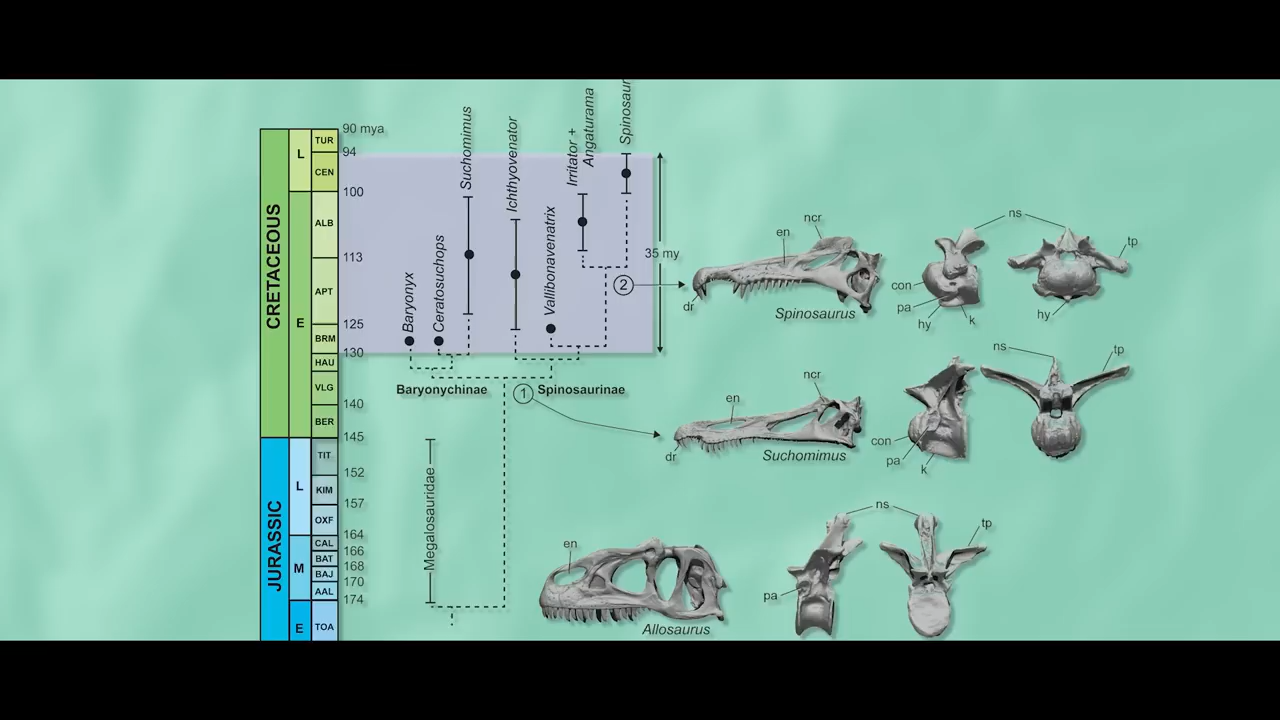 90 mya
TUR
L
94
CEN
100
CRETACEOUS
ALB
113
E
APT
125
BRM
130
HAU
VLG
140
BER
145
JURASSIC
TIT
L
152
KIM
157
OXF
164
CAL
166
M
BAT
168
BAJ
170
AAL
174
E
TOA
Baryonyx
Ceratosuchops
Suchomimus
Ichthyovenator
Vallibonavenatrix
Irritator +
Angaturama
Spinosaur
35 my
Baryonychinae
1
Spinosaurinae
2
Megalosauridae
ncr
en
dr
Spinosaurus
ns
tp
con
pa
hy
k
hy
ncr
en
dr
Suchomimus
ns
tp
con
pa
k
en
Allosaurus
ns
tp
pa